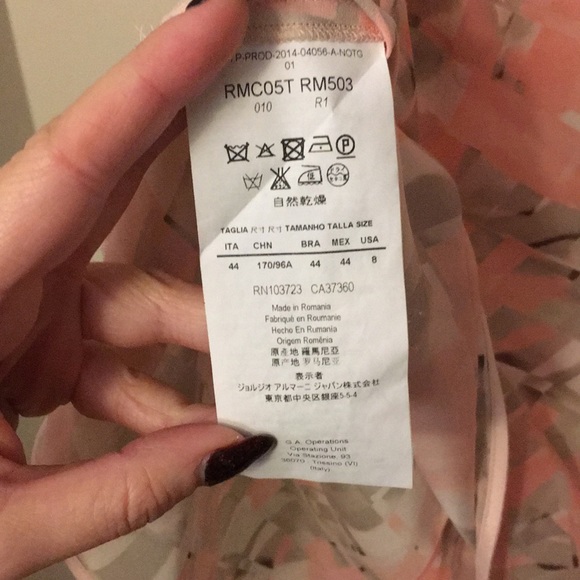 P-PROD-2014-04056-A-NOTG
01
RMC05T RM503
010 R1
P
自然乾燥
TAGLIA 尺寸 尺寸 TAMANHO TALLA SIZE
ITA CHN BRA MEX USA
44 170/96A 44 44 8
RN103723 CA37360
Made in Romania
Fabriqué en Roumanie
Hecho En Rumania
Origem Romênia
原產地 羅馬尼亞
原产地 罗马尼亚
表示者
ジョルジオ アルマーニ ジャパン株式会社
東京都中央区銀座5-5-4
G.A. Operations
Operating Unit
Via Stazione, 93
36070 Trissino (VI)
(Italy)